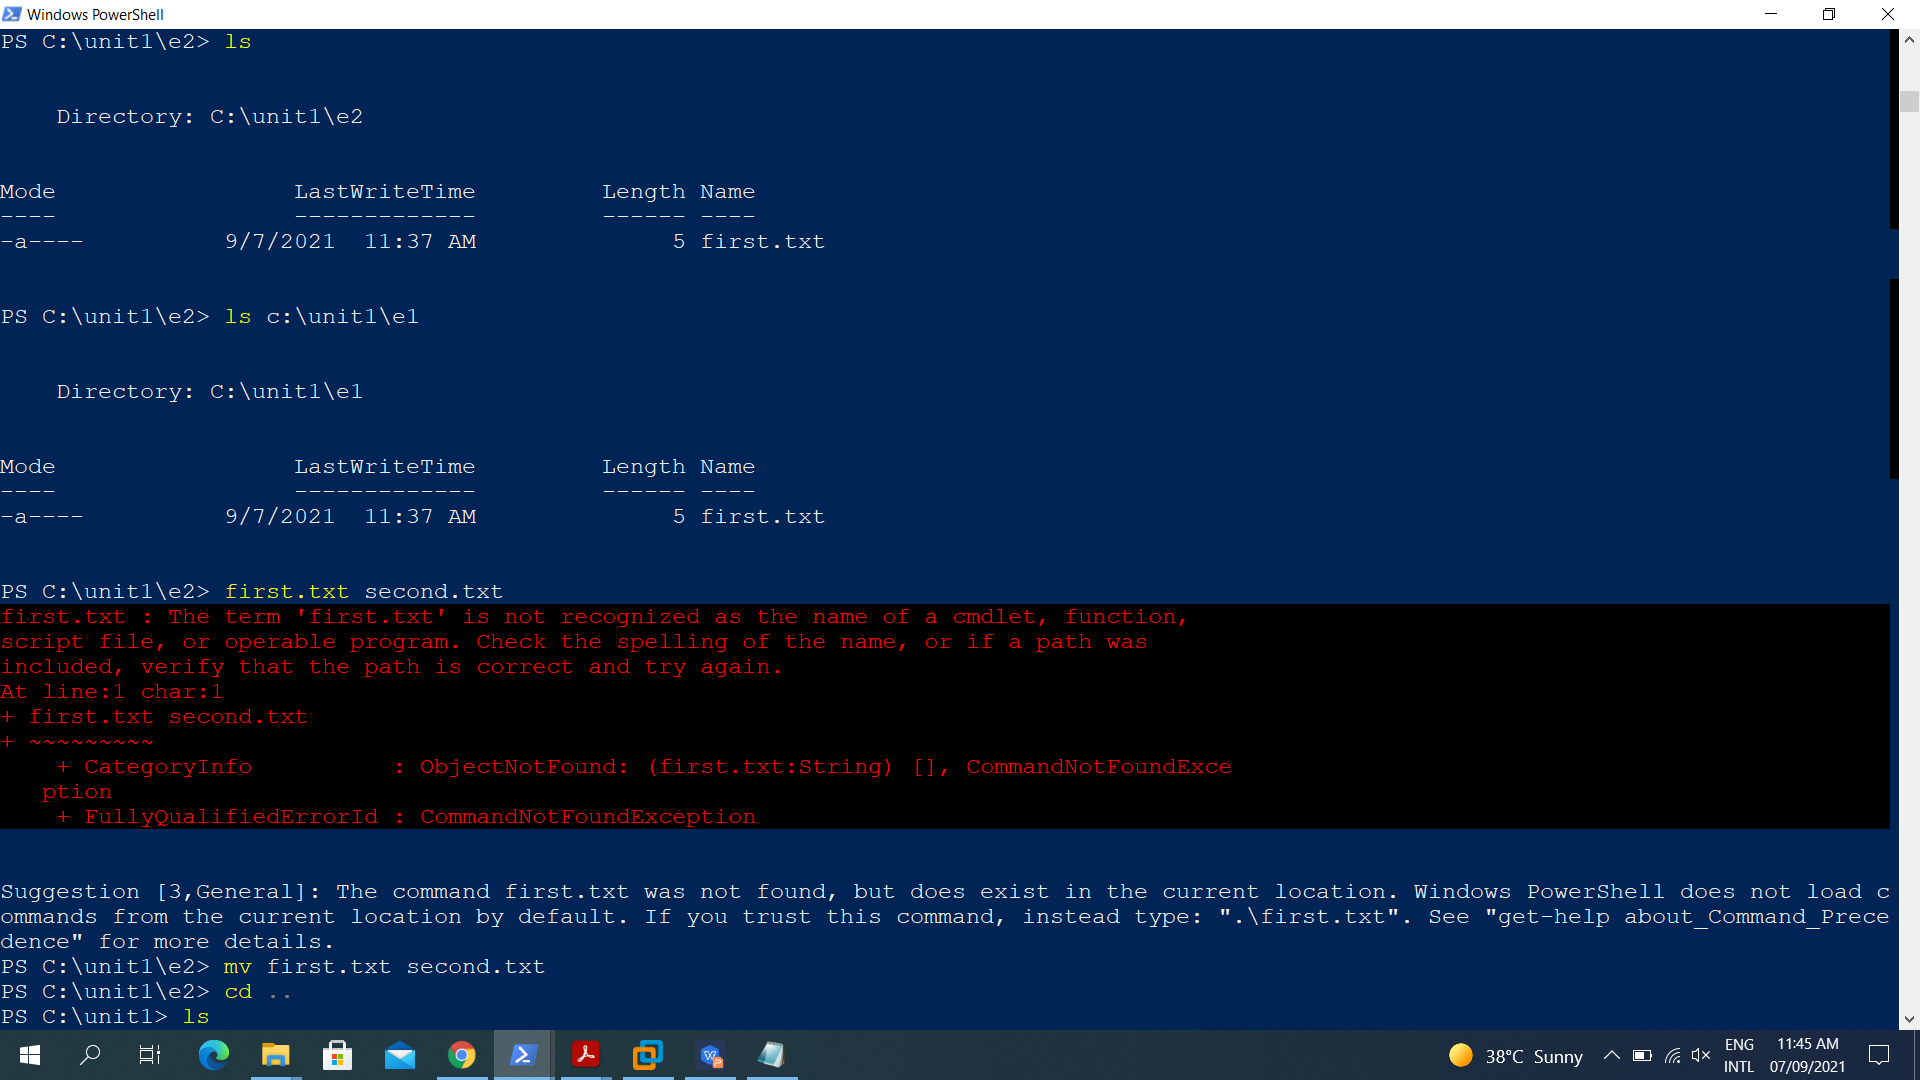 Windows PowerShell
PS C:\unit1\e2> ls
Directory: C:\unit1\e2
Mode LastWriteTime Length Name
---- ------------- ------ ----
-a---- 9/7/2021 11:37 AM 5 first.txt
PS C:\unit1\e2> ls c:\unit1\e1
Directory: C:\unit1\e1
Mode LastWriteTime Length Name
---- ------------- ------ ----
-a---- 9/7/2021 11:37 AM 5 first.txt
PS C:\unit1\e2> first.txt second.txt
first.txt : The term 'first.txt' is not recognized as the name of a cmdlet, function,
script file, or operable program. Check the spelling of the name, or if a path was
included, verify that the path is correct and try again.
At line:1 char:1
+ first.txt second.txt
+ ~~~~~~~~~
+ CategoryInfo : ObjectNotFound: (first.txt:String) [], CommandNotFoundExce
ption
+ FullyQualifiedErrorId : CommandNotFoundException
Suggestion [3,General]: The command first.txt was not found, but does exist in the current location. Windows PowerShell does not load c
ommands from the current location by default. If you trust this command, instead type: ".\first.txt". See "get-help about_Command_Prece
dence" for more details.
PS C:\unit1\e2> mv first.txt second.txt
PS C:\unit1\e2> cd ..
PS C:\unit1> ls
38°C Sunny
ENG
INTL
11:45 AM
07/09/2021